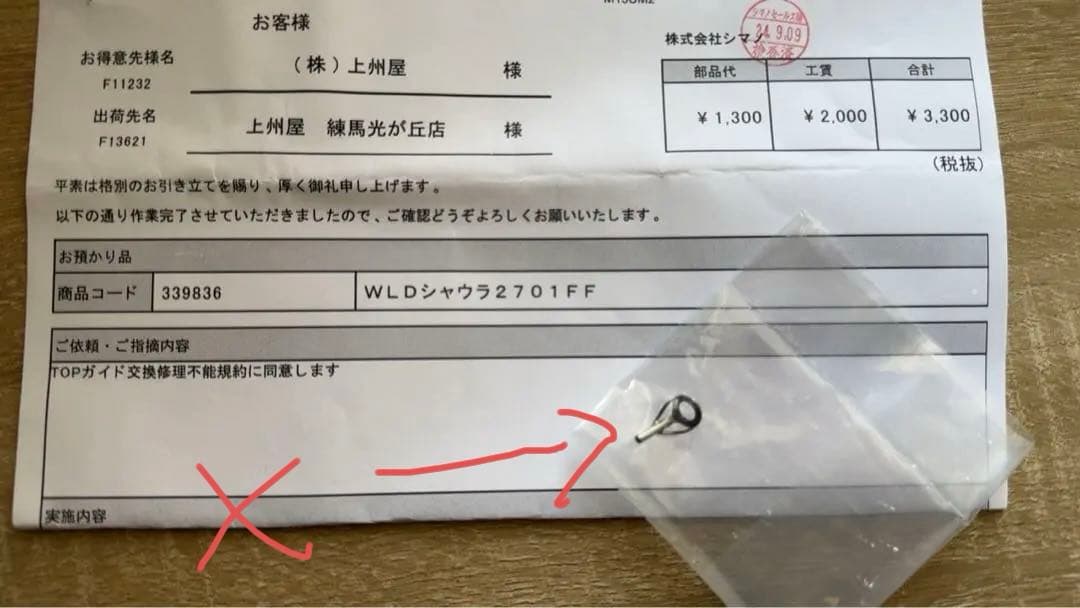 お客様
お得意先様名
F11232
（株）上州屋 様
出荷先名
F13621
上州屋 練馬光が丘店 様
株式会社シマノ
24.9.09
部品代 工賃 合計
¥1,300 ¥2,000 ¥3,300
（税抜）
平素は格別のお引き立てを賜り、厚く御礼申し上げます。
以下の通り作業完了させていただきましたので、ご確認どうぞよろしくお願いいたします。
お預かり品
商品コード 339836 WLDシャウラ2701FF
ご依頼・ご指摘内容
TOPガイド交換修理不能規約に同意します
実施内容